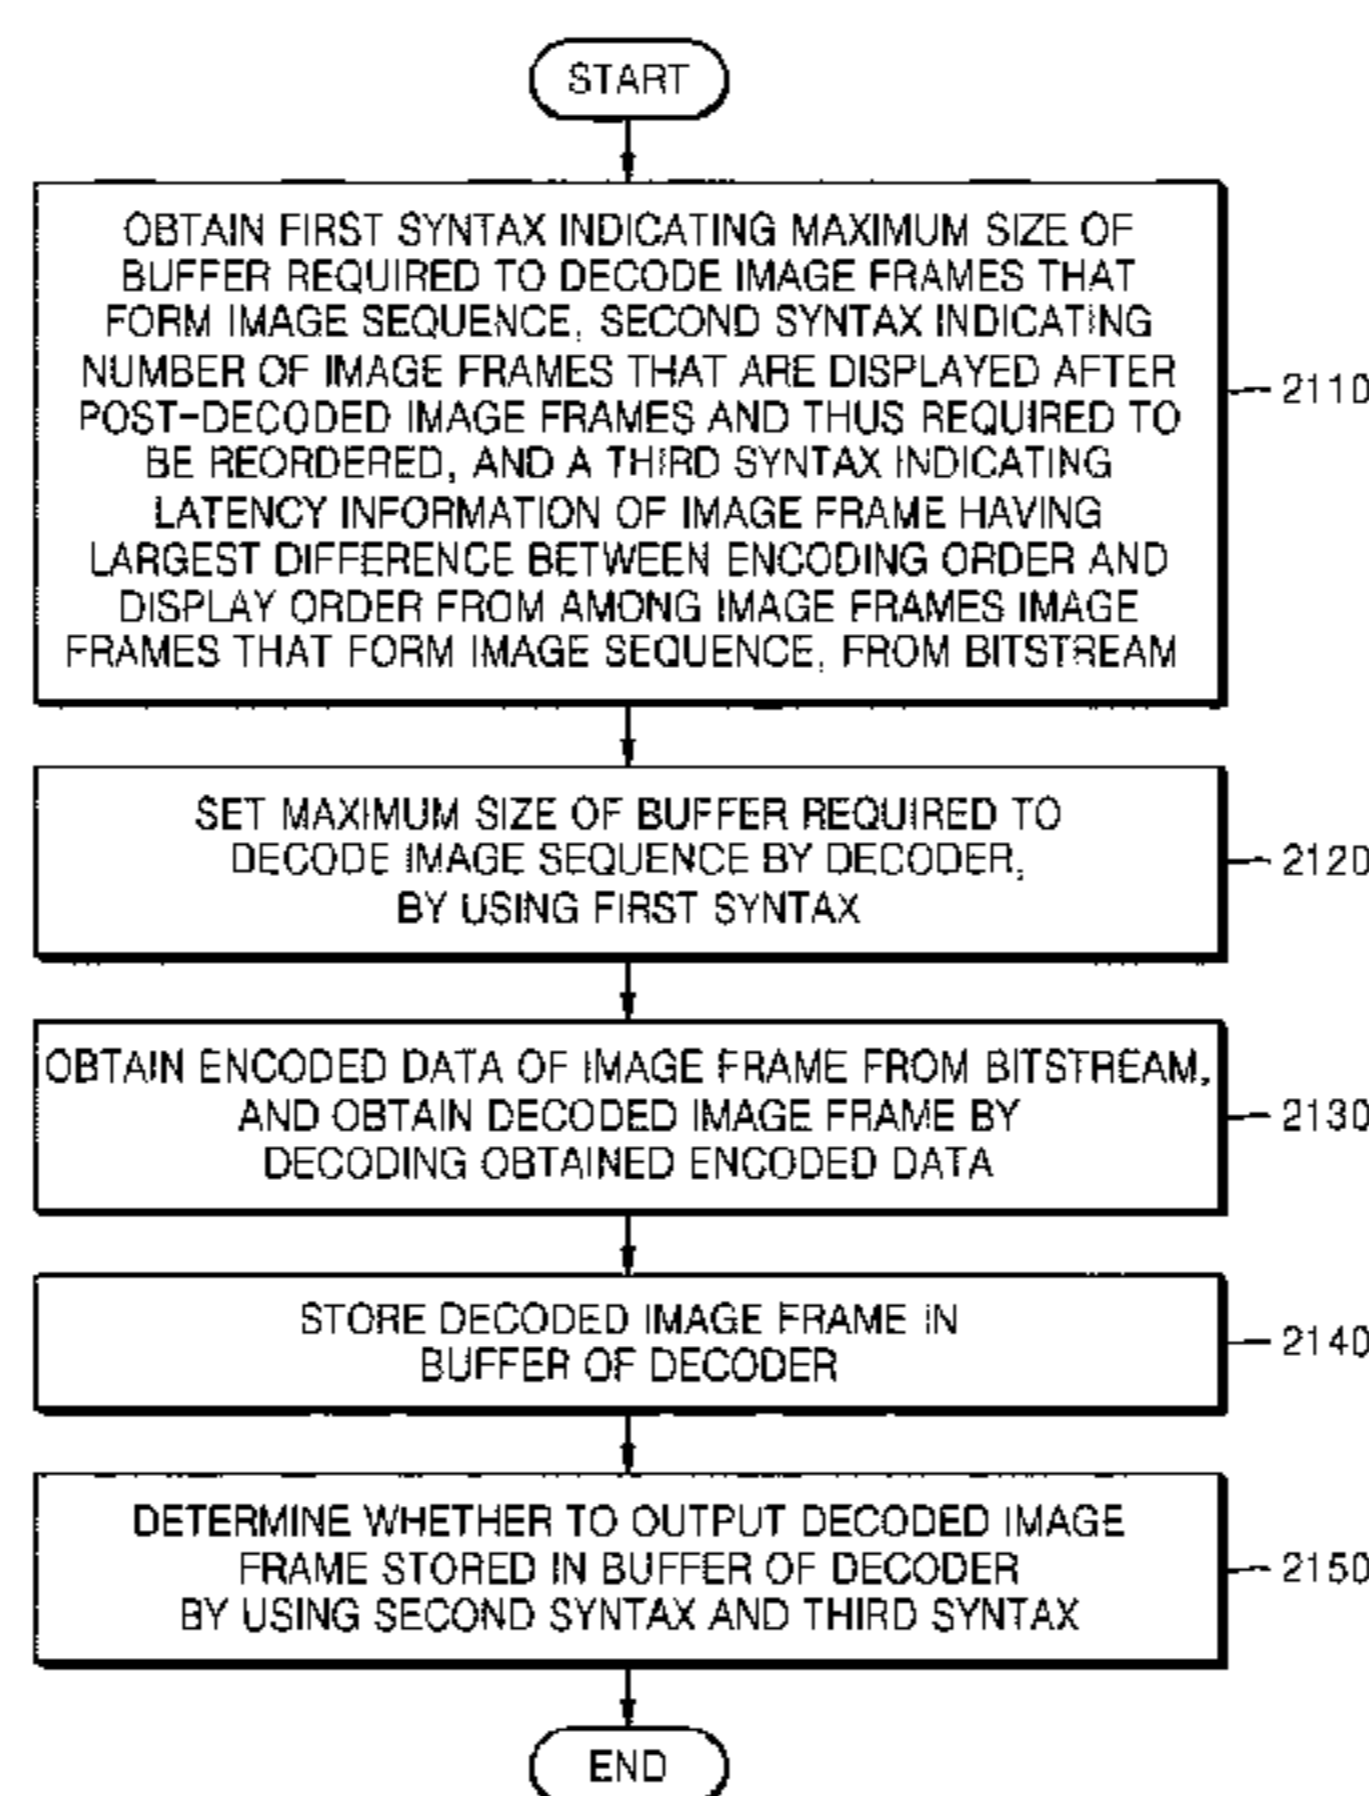 START
OBTAIN FIRST SYNTAX INDICATING MAXIMUM SIZE OF
BUFFER REQUIRED TO DECODE IMAGE FRAMES THAT
FORM IMAGE SEQUENCE, SECOND SYNTAX INDICATING
NUMBER OF IMAGE FRAMES THAT ARE DISPLAYED AFTER
POST-DECODED IMAGE FRAMES AND THUS REQUIRED TO
BE REORDERED, AND A THIRD SYNTAX INDICATING
LATENCY INFORMATION OF IMAGE FRAME HAVING
LARGEST DIFFERENCE BETWEEN ENCODING ORDER AND
DISPLAY ORDER FROM AMONG IMAGE FRAMES IMAGE
FRAMES THAT FORM IMAGE SEQUENCE, FROM BITSTREAM
2110
SET MAXIMUM SIZE OF BUFFER REQUIRED TO
DECODE IMAGE SEQUENCE BY DECODER,
BY USING FIRST SYNTAX
2120
OBTAIN ENCODED DATA OF IMAGE FRAME FROM BITSTREAM,
AND OBTAIN DECODED IMAGE FRAME BY
DECODING OBTAINED ENCODED DATA
2130
STORE DECODED IMAGE FRAME IN
BUFFER OF DECODER
2140
DETERMINE WHETHER TO OUTPUT DECODED IMAGE
FRAME STORED IN BUFFER OF DECODER
BY USING SECOND SYNTAX AND THIRD SYNTAX
2150
END